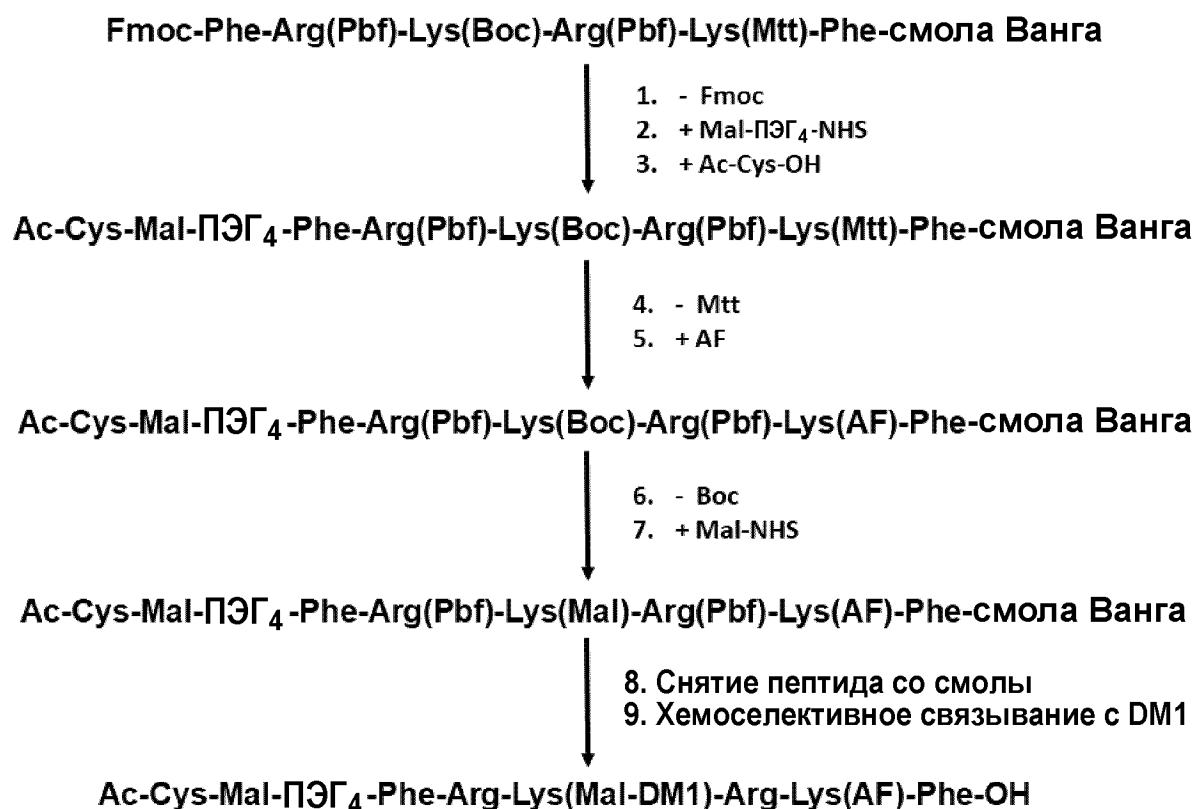 Fmoc-Phe-Arg(Pbf)-Lys(Boc)-Arg(Pbf)-Lys(Mtt)-Phe-смола Ванга
1. - Fmoc
2. + Mal-ПЭГ₄-NHS
3. + Ac-Cys-OH
Ac-Cys-Mal-ПЭГ₄-Phe-Arg(Pbf)-Lys(Boc)-Arg(Pbf)-Lys(Mtt)-Phe-смола Ванга
4. - Mtt
5. + AF
Ac-Cys-Mal-ПЭГ₄-Phe-Arg(Pbf)-Lys(Boc)-Arg(Pbf)-Lys(AF)-Phe-смола Ванга
6. - Boc
7. + Mal-NHS
Ac-Cys-Mal-ПЭГ₄-Phe-Arg(Pbf)-Lys(Mal)-Arg(Pbf)-Lys(AF)-Phe-смола Ванга
8. Снятие пептида со смолы
9. Хемоселективное связывание с DM1
Ac-Cys-Mal-ПЭГ₄-Phe-Arg-Lys(Mal-DM1)-Arg-Lys(AF)-Phe-OH